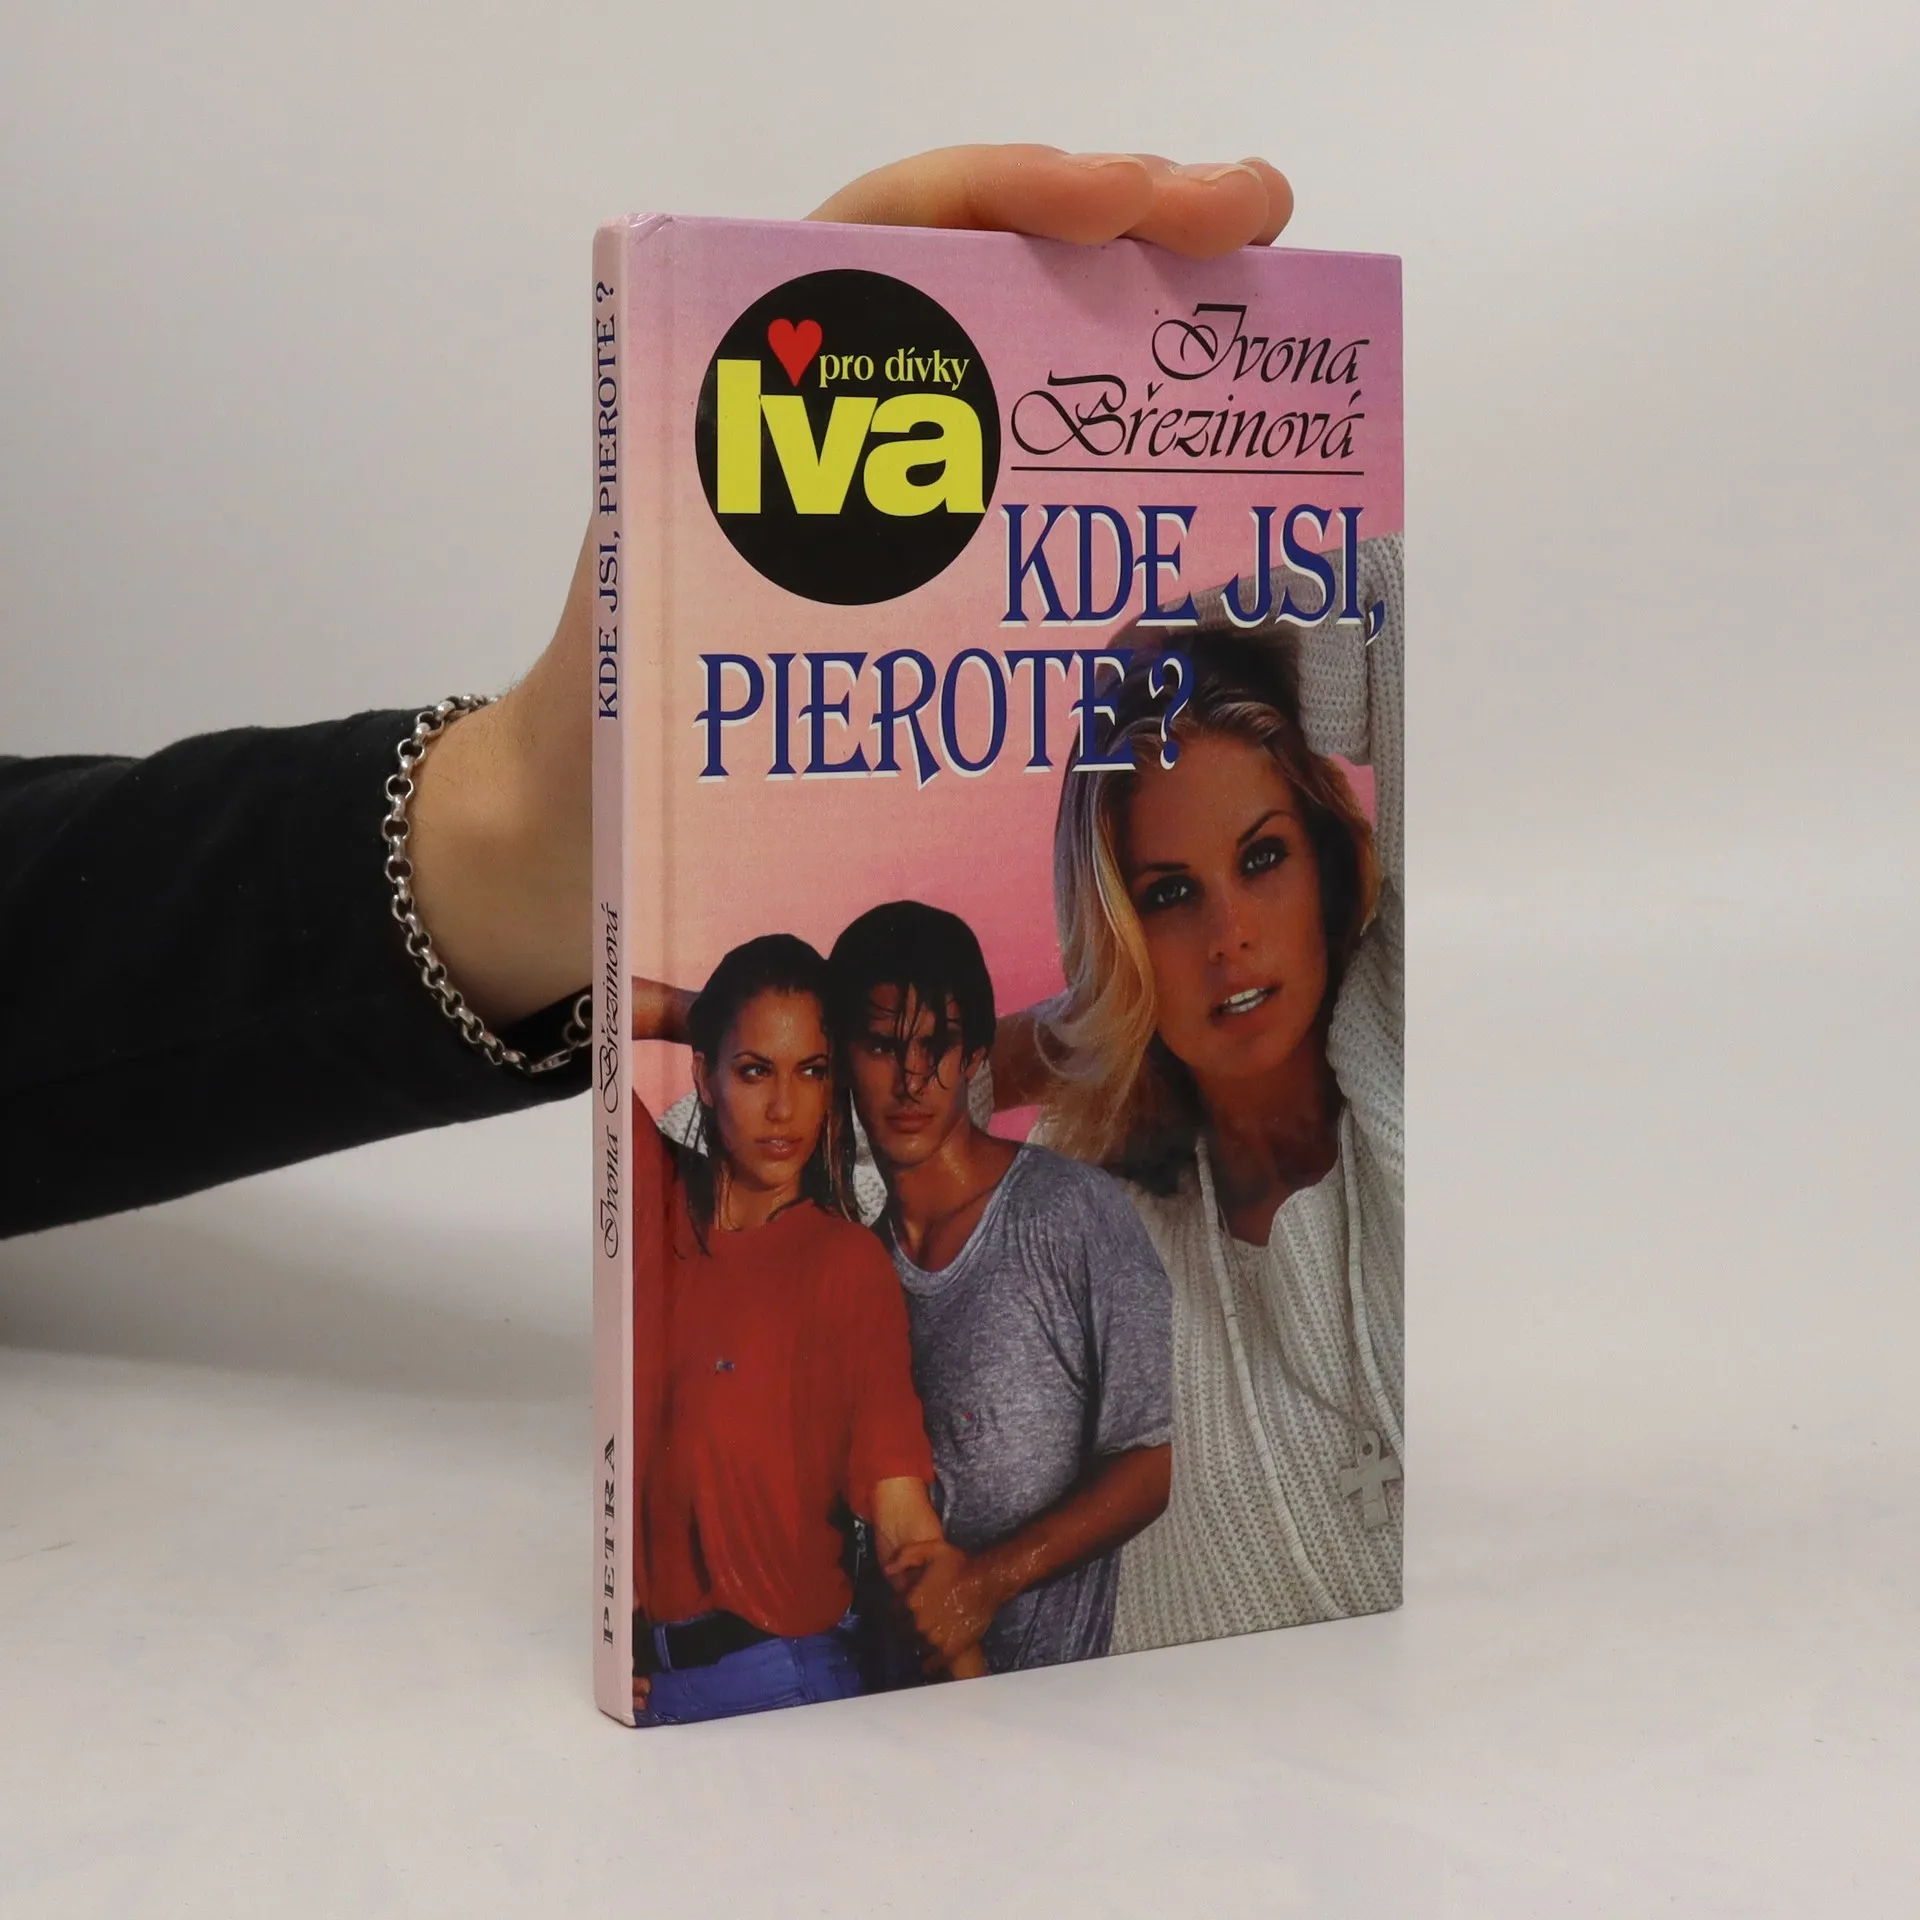 pro dívky
Iva
Ivona
Březinová
KDE JSI,
PIEROTE?
KDE JSI, PIEROTE?
Ivona Březinová
PETRA